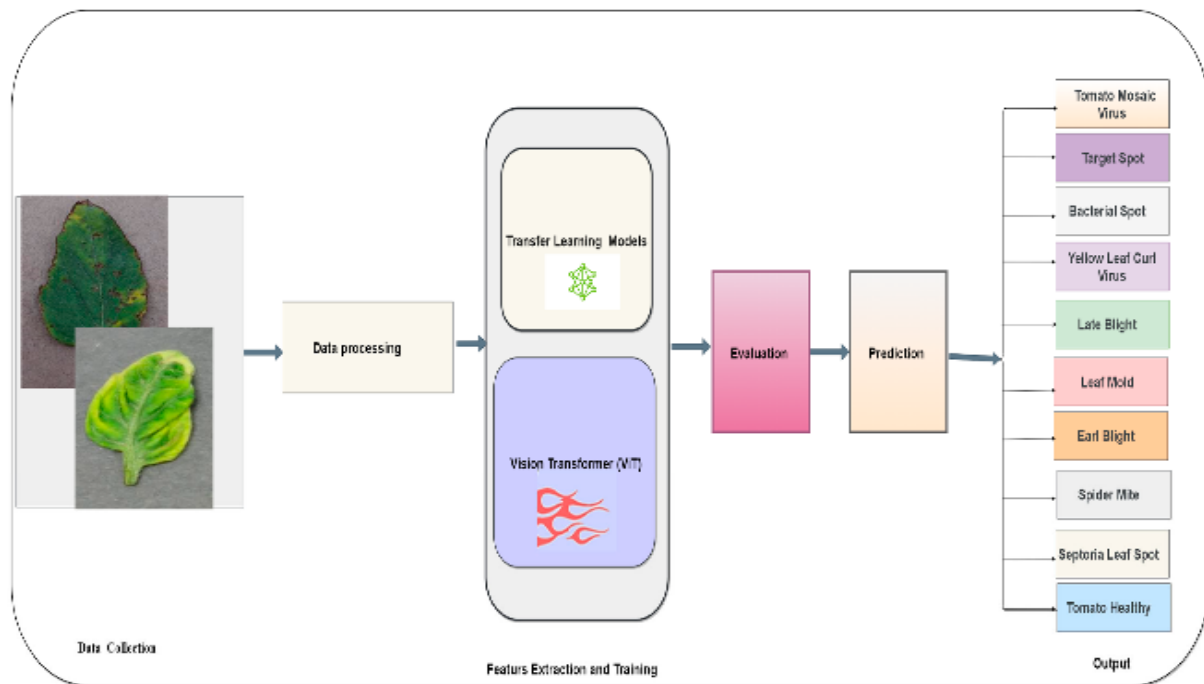 Data processing
Transfer Learning Models
Vision Transformer (ViT)
Evaluation
Prediction
Tomato Mosaic
Virus
Target Spot
Bacterial Spot
Yellow Leaf Curl
Virus
Late Blight
Leaf Mold
Earl Blight
Spider Mite
Septoria Leaf Spot
Tomato Healthy
Data Collection
Featurs Extraction and Training
Output